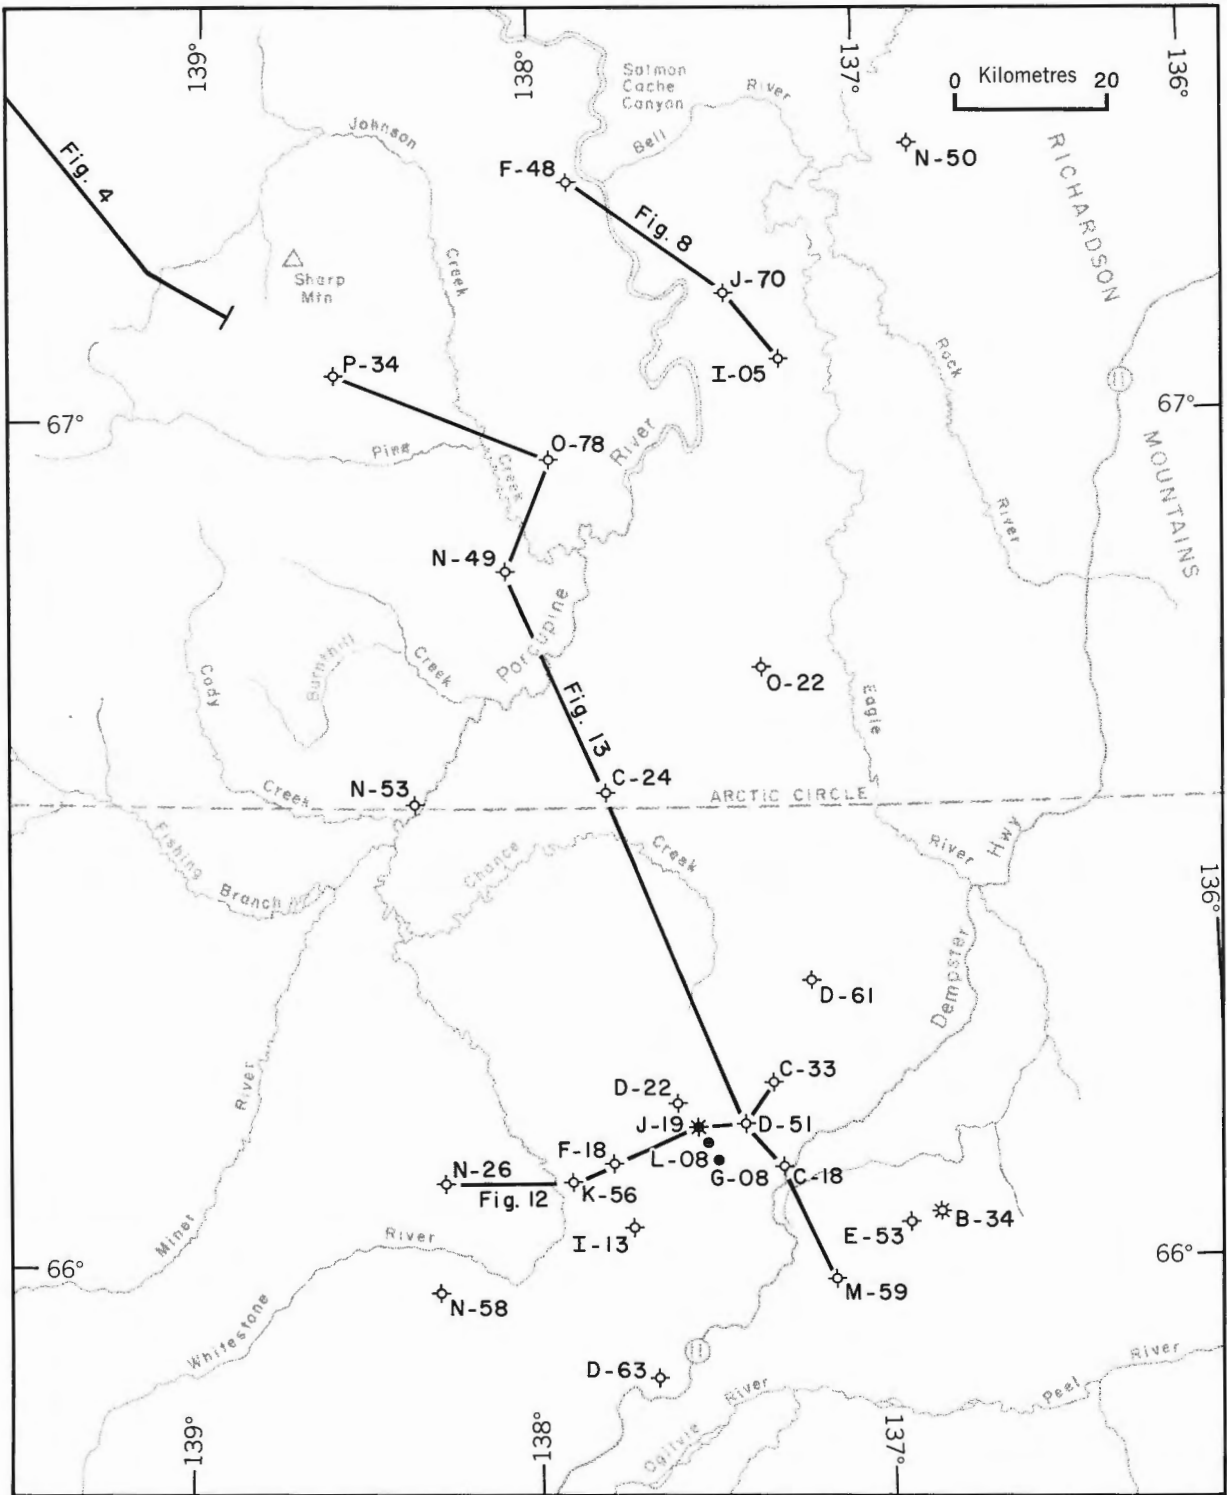 139°
138°
137°
136°
0 Kilometres 20
Salmon
Cache
Canyon
River
Bell
Johnson
Creek
N-50
F-48
Fig. 4
Fig. 8
RICHARDSON
J-70
Sharp
Mtn
I-05
P-34
Rock
River
11
67°
67°
MOUNTAINS
O-78
River
Pine
Creek
N-49
Porcupine
Burnthill
Creek
Cody
Creek
O-22
Eagle
River
Fig. 13
C-24
N-53
ARCTIC CIRCLE
Hwy
Fishing
Branch
Chance
Creek
136°
D-61
Dempster
C-33
D-22
J-19
D-51
River
F-18
L-08
G-08
C-18
N-26
K-56
Fig. 12
B-34
E-53
I-13
Miner
River
66°
66°
M-59
N-58
Whitestone
11
D-63
River
River
Peel
Ogilvie
139°
138°
137°